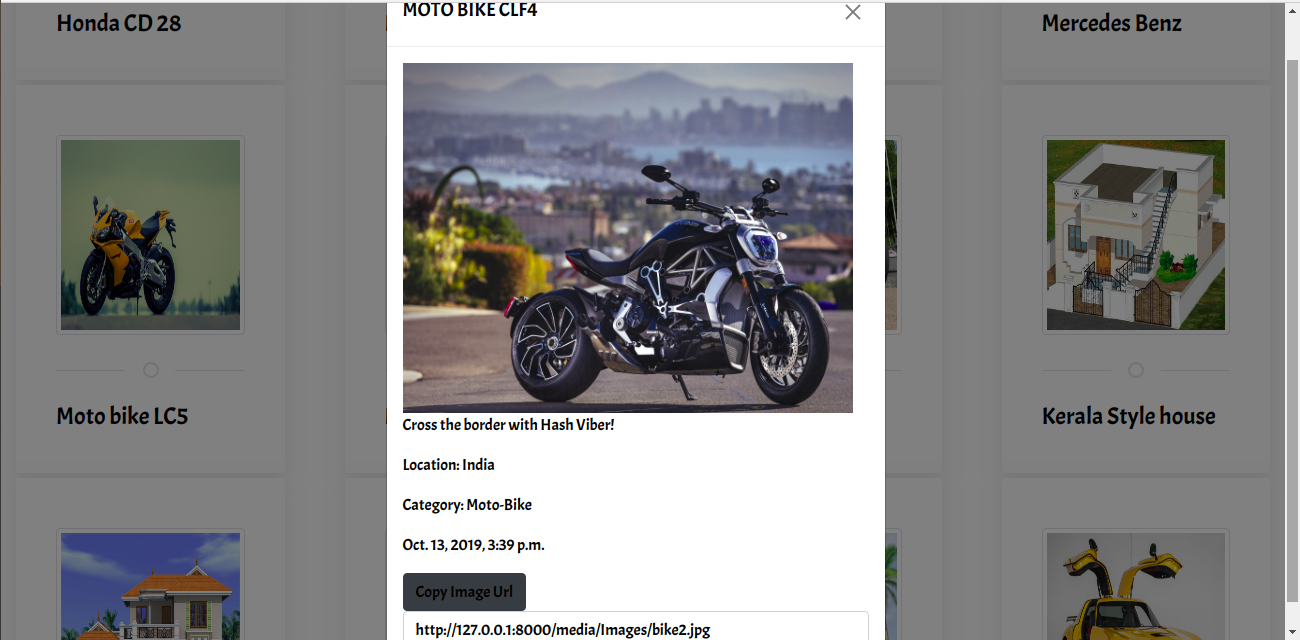 Honda CD 28
MOTO BIKE CLF4
Mercedes Benz
Cross the border with Hash Viber!
Location: India
Category: Moto-Bike
Oct. 13, 2019, 3:39 p.m.
Copy Image Url
http://127.0.0.1:8000/media/Images/bike2.jpg
Moto bike LC5
Kerala Style house